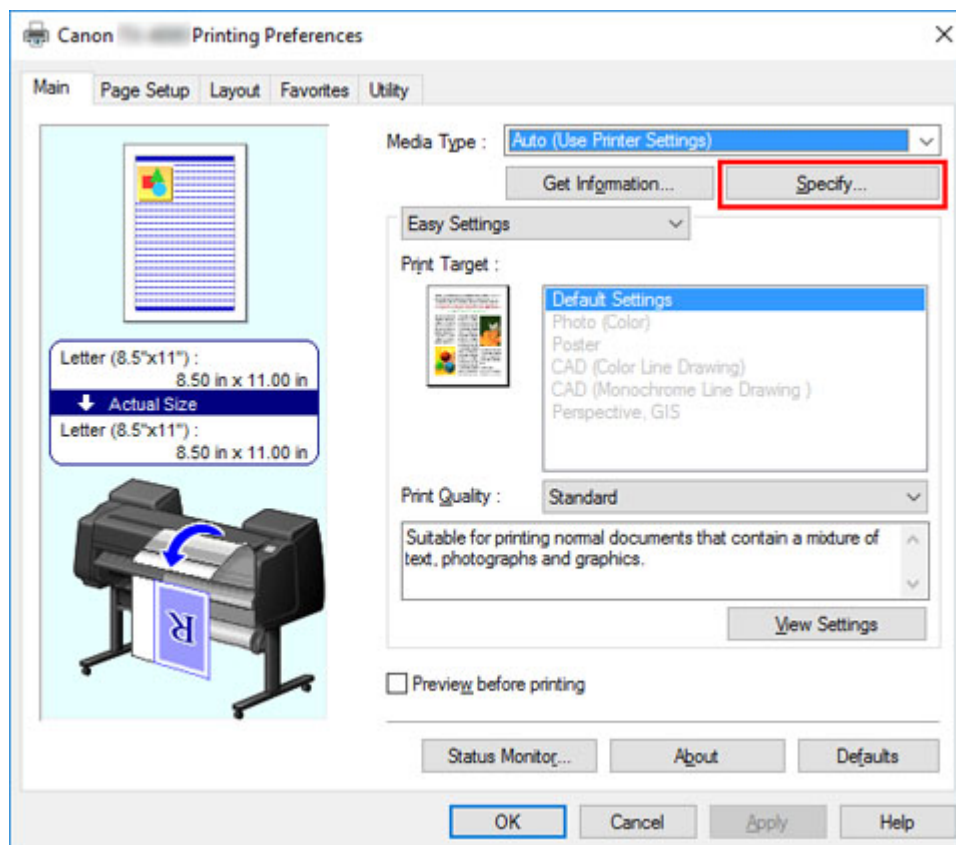 Canon Printing Preferences
Main Page Setup Layout Favorites Utility
Media Type : Auto (Use Printer Settings)
Get Information... Specify...
Easy Settings
Print Target :
Default Settings
Photo (Color)
Poster
CAD (Color Line Drawing)
CAD (Monochrome Line Drawing )
Perspective, GIS
Letter (8.5"x11") :
8.50 in x 11.00 in
Actual Size
Letter (8.5"x11") :
8.50 in x 11.00 in
R
Print Quality : Standard
Suitable for printing normal documents that contain a mixture of
text, photographs and graphics.
View Settings
Preview before printing
Status Monitor... About Defaults
OK Cancel Apply Help